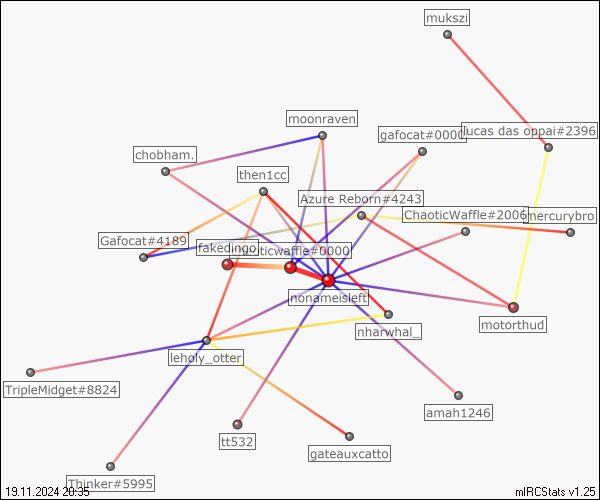 mukszi
moonraven
gafocat#0000
lucas das oppai#2396
chobham.
then1cc
Azure Reborn#4243
ChaoticWaffle#2006
mercurybro
Gafocat#4189
fakedingo
oticwaffle#0000
nonameisleft
motorthud
nharwhal_
leholy_otter
TripleMidget#8824
amah1246
tt532
gateauxcatto
Thinker#5995
19.11.2024 20:35
mIRCStats v1.25